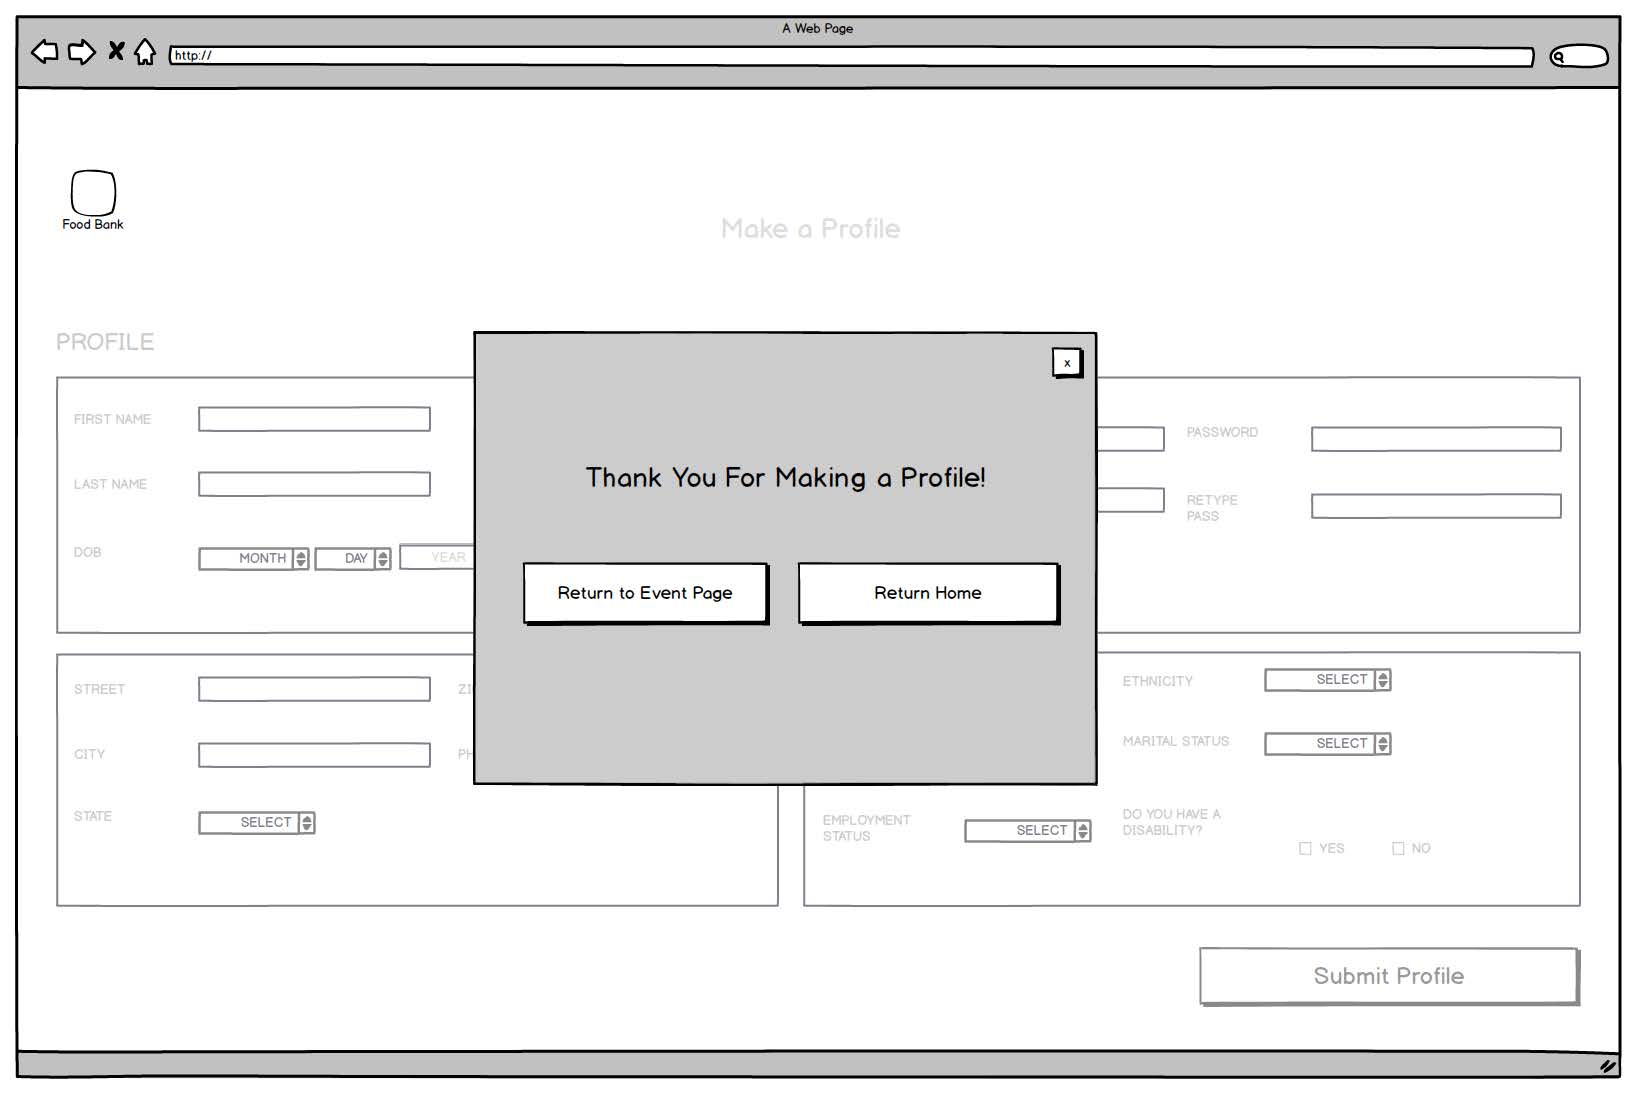 A Web Page
http://
Food Bank
Make a Profile
PROFILE
FIRST NAME
LAST NAME
DOB
MONTH
DAY
YEAR
PASSWORD
RETYPE
PASS
x
Thank You For Making a Profile!
Return to Event Page
Return Home
STREET
ZI
CITY
PH
STATE
SELECT
EMPLOYMENT
STATUS
SELECT
ETHNICITY
SELECT
MARITAL STATUS
SELECT
DO YOU HAVE A
DISABILITY?
YES
NO
Submit Profile